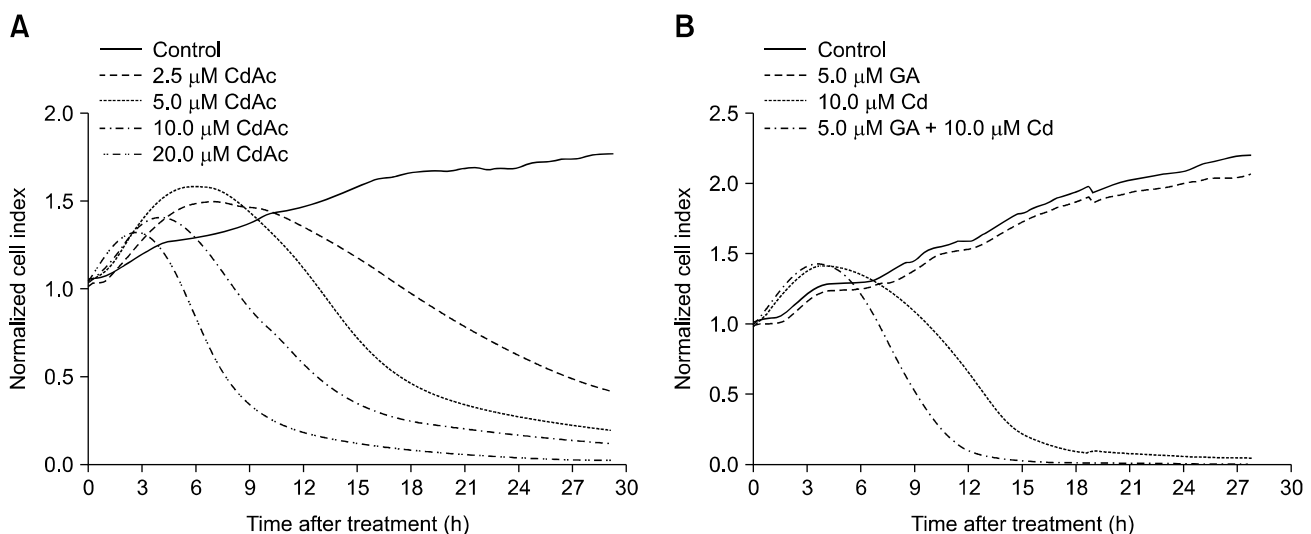 A
Control
2.5 μM CdAc
5.0 μM CdAc
10.0 μM CdAc
20.0 μM CdAc
Normalized cell index
2.0
1.5
1.0
0.5
0.0
0 3 6 9 12 15 18 21 24 27 30
Time after treatment (h)
B
Control
5.0 μM GA
10.0 μM Cd
5.0 μM GA + 10.0 μM Cd
Normalized cell index
2.5
2.0
1.5
1.0
0.5
0.0
0 3 6 9 12 15 18 21 24 27 30
Time after treatment (h)